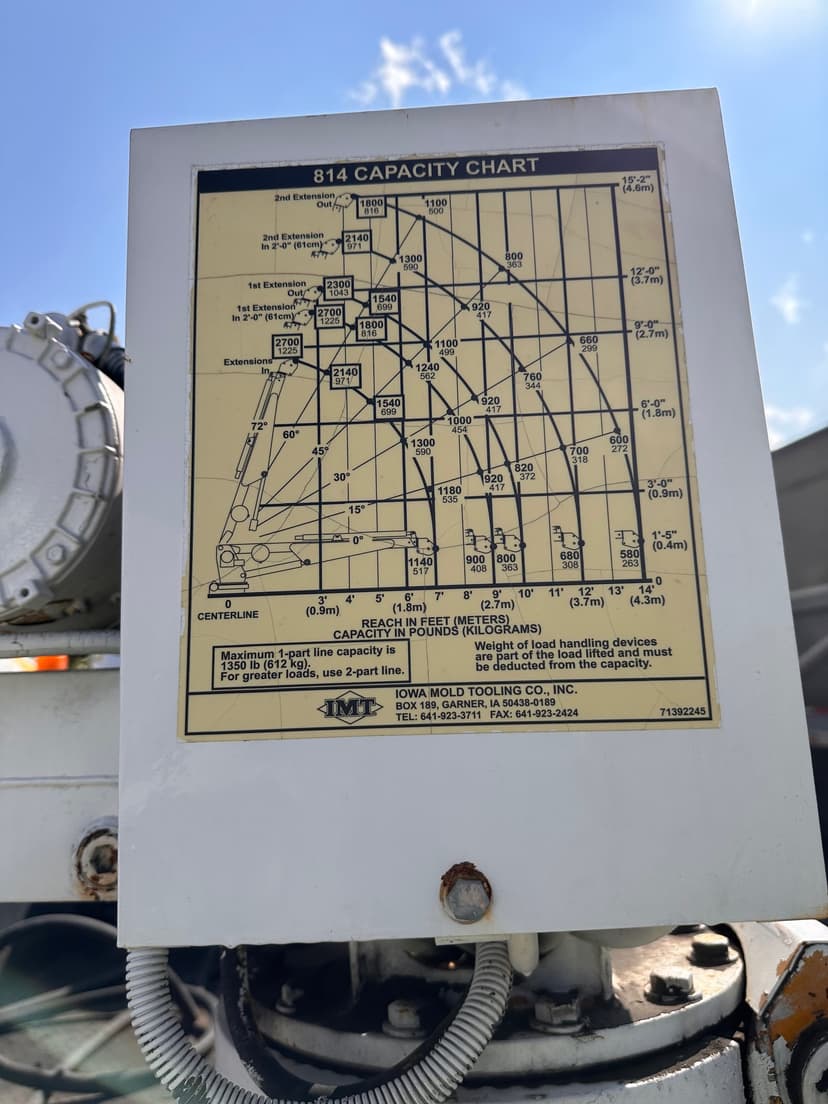 814 CAPACITY CHART
2nd Extension
Out
1800
816
1100
500
15'-2"
(4.6m)
2nd Extension
In 2'-0" (61cm)
2140
971
1300
590
800
363
12'-0"
(3.7m)
1st Extension
Out
2300
1043
1540
699
920
417
1st Extension
In 2'-0" (61cm)
2700
1225
1800
816
9'-0"
(2.7m)
2700
1225
1100
499
660
299
Extensions
In
2140
971
1240
562
760
344
1540
699
920
417
6'-0"
(1.8m)
72°
60°
45°
30°
15°
0°
1300
590
1000
454
600
272
700
318
920
417
820
372
1180
535
3'-0"
(0.9m)
1'-5"
(0.4m)
1140
517
900
408
800
363
680
308
580
263
0
0
CENTERLINE
3'
(0.9m)
4'
5'
6'
(1.8m)
7'
8'
9'
(2.7m)
10'
11'
12'
(3.7m)
13'
14'
(4.3m)
REACH IN FEET (METERS)
CAPACITY IN POUNDS (KILOGRAMS)
Maximum 1-part line capacity is
1350 lb (612 kg).
For greater loads, use 2-part line.
Weight of load handling devices
are part of the load lifted and must
be deducted from the capacity.
IMT
IOWA MOLD TOOLING CO., INC.
BOX 189, GARNER, IA 50438-0189
TEL: 641-923-3711 FAX: 641-923-2424
71392245